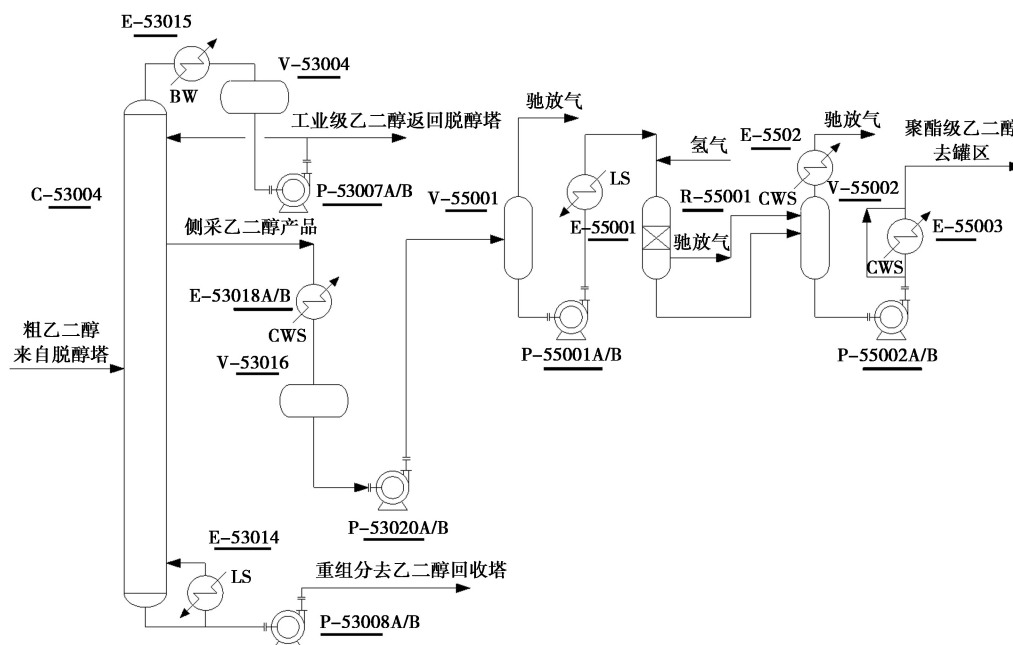 E-53015
V-53004
BW
驰放气
工业级乙二醇返回脱醇塔
E-5502
驰放气
聚酯级乙二醇
去罐区
氢气
C-53004
P-53007A/B
V-55001
LS
R-55001
CWS
V-55002
侧采乙二醇产品
E-55001
E-55003
驰放气
CWS
E-53018A/B
CWS
粗乙二醇
来自脱醇塔
V-53016
P-55001A/B
P-55002A/B
P-53020A/B
E-53014
LS
重组分去乙二醇回收塔
P-53008A/B